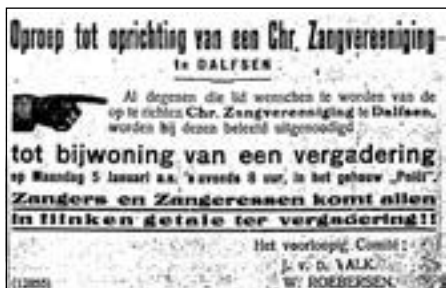 Oproep tot oprichting van een Chr. Zangvereeniging
te DALFSEN.
Al degenen die lid wenschen te worden van de
op te richten Chr. Zangvereeniging te Dalfsen,
worden bij dezen beleefd uitgenoodigd
tot bijwoning van een vergadering
op Maandag 5 Januari a.s. 's avonds 8 uur, in het gebouw
Zangers en Zangeressen komt allen
in flinken getale ter vergadering!!
Het voorloopig Comité:
J. v. D. VALK.
W. ROEBERSEN.